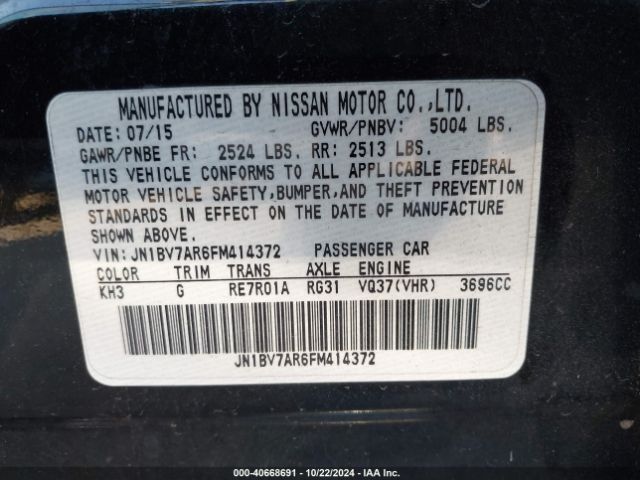 MANUFACTURED BY NISSAN MOTOR CO.,LTD.
DATE: 07/15 GVWR/PNBV: 5004 LBS.
GAWR/PNBE FR: 2524 LBS. RR: 2513 LBS.
THIS VEHICLE CONFORMS TO ALL APPLICABLE FEDERAL
MOTOR VEHICLE SAFETY,BUMPER,AND THEFT PREVENTION
STANDARDS IN EFFECT ON THE DATE OF MANUFACTURE
SHOWN ABOVE.
VIN: JN1BV7AR6FM414372 PASSENGER CAR
COLOR TRIM TRANS AXLE ENGINE
KH3 G RE7R01A RG31 VQ37(VHR) 3696CC
JN1BV7AR6FM414372
000-40668691 - 10/22/2024 - IAA Inc.